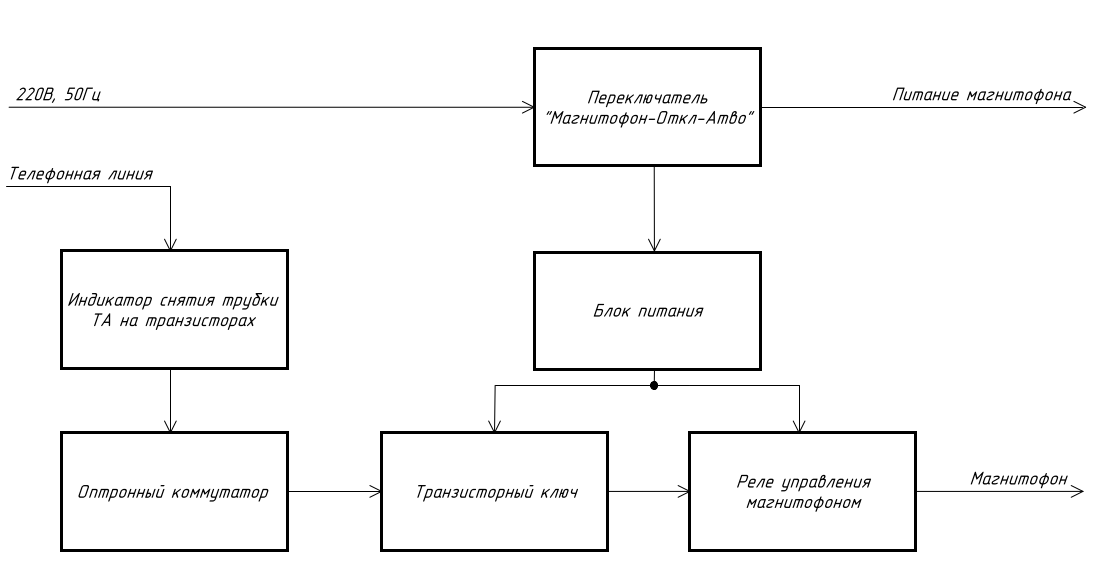 220В, 50Гц
Переключатель
"Магнитофон-Откл-Атво"
Питание магнитофона
Телефонная линия
Индикатор снятия трубки
ТА на транзисторах
Блок питания
Оптронный коммутатор
Транзисторный ключ
Реле управления
магнитофоном
Магнитофон